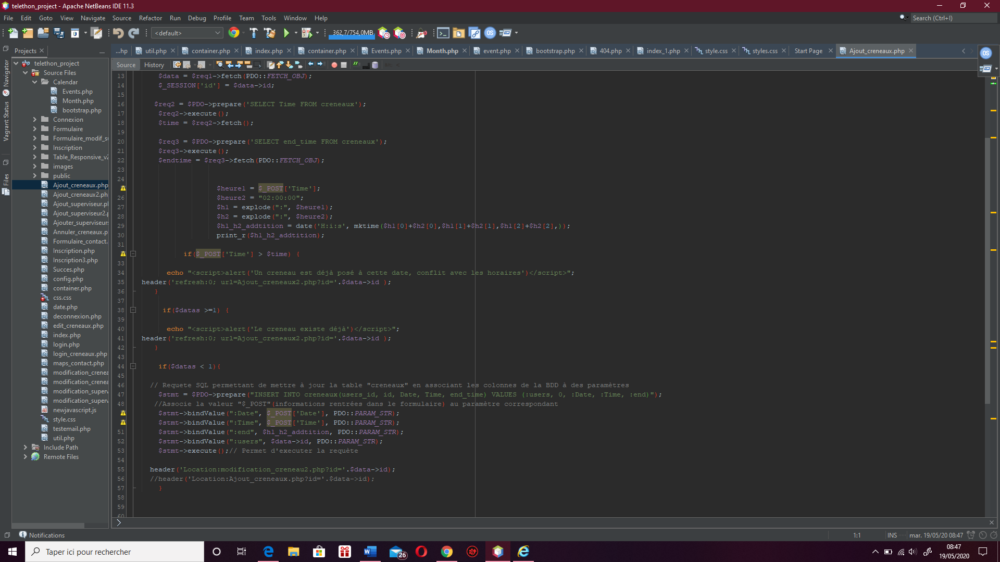 telethon_project - Apache NetBeans IDE 11.3
File Edit Goto View Navigate Source Refactor Run Debug Profile Team Tools Window Help
Search (Ctrl+I)
<default>
362,7/754,0MB
Projects
...hp util.php container.php index.php container.php Events.php Month.php event.php bootstrap.php 404.php index_1.php style.css styles.css Start Page Ajout_creneaux.php
Source History
Navigator
Vagrant Status
Files
telethon_project
Source Files
Calendar
Events.php
Month.php
bootstrap.php
Connexion
Formulaire
Formulaire_modif_su
Inscription
Table_Responsive_v2
images
public
Ajout_creneaux.php
Ajout_creneaux2.ph
Ajout_superviseur.pl
Ajout_superviseur2.p
Ajouter_superviseurs
Annuler_creneaux.p
Formulaire_contact.
Inscription.php
Inscription3.php
Succes.php
config.php
container.php
css.css
date.php
deconnexion.php
edit_creneaux.php
index.php
login.php
login_creneaux.php
maps_contact.php
modification_crenea
modification_crenea
modification_superv
modification_superv
newjavascript.js
style.css
testemail.php
util.php
Include Path
Remote Files
13 $data = $req1->fetch(PDO::FETCH_OBJ);
14 $_SESSION['id'] = $data->id;
15
16 $req2 = $PDO->prepare('SELECT Time FROM creneaux');
17 $req2->execute();
18 $time = $req2->fetch();
19
20 $req3 = $PDO->prepare('SELECT end_time FROM creneaux');
21 $req3->execute();
22 $endtime = $req3->fetch(PDO::FETCH_OBJ);
23
24
$heure1 = $_POST['Time'];
26 $heure2 = "02:00:00";
27 $h1 = explode(":", $heure1);
28 $h2 = explode(":", $heure2);
29 $h1_h2_addtition = date('H:i:s', mktime($h1[0]+$h2[0],$h1[1]+$h2[1],$h1[2]+$h2[2],));
30 print_r($h1_h2_addtition);
31
if($_POST['Time'] > $time) {
33
34 echo "<script>alert('Un creneau est déjà posé à cette date, conflit avec les horaires')</script>";
35 header('refresh:0; url=Ajout_creneaux2.php?id='.$data->id );
36 }
37
38 if($datas >=1) {
39
40 echo "<script>alert('Le creneau existe déjà')</script>";
41 header('refresh:0; url=Ajout_creneaux2.php?id='.$data->id );
42 }
43
44 if($datas < 1){
45
46 // Requete SQL permettant de mettre à jour la table "creneaux" en associant les colonnes de la BDD à des paramètres
47 $stmt = $PDO->prepare("INSERT INTO creneaux(users_id, id, Date, Time, end_time) VALUES (:users, 0, :Date, :Time, :end)");
48 //Associe la valeur "$_POST"(informations rentrées dans le formulaire) au paramètre correspondant
$stmt->bindValue(":Date", $_POST['Date'], PDO::PARAM_STR);
$stmt->bindValue(":Time", $_POST['Time'], PDO::PARAM_STR);
51 $stmt->bindValue(":end", $h1_h2_addtition, PDO::PARAM_STR);
52 $stmt->bindValue(":users", $data->id, PDO::PARAM_STR);
53 $stmt->execute();// Permet d'executer la requête
54
55 header('Location:modification_creneau2.php?id='.$data->id);
56 //header('Location:Ajout_creneaux.php?id='.$data->id);
57 }
58
59
60
Notifications
1:1 INS mar. 19/05/20 08:47
Taper ici pour rechercher
26
08:47
19/05/2020